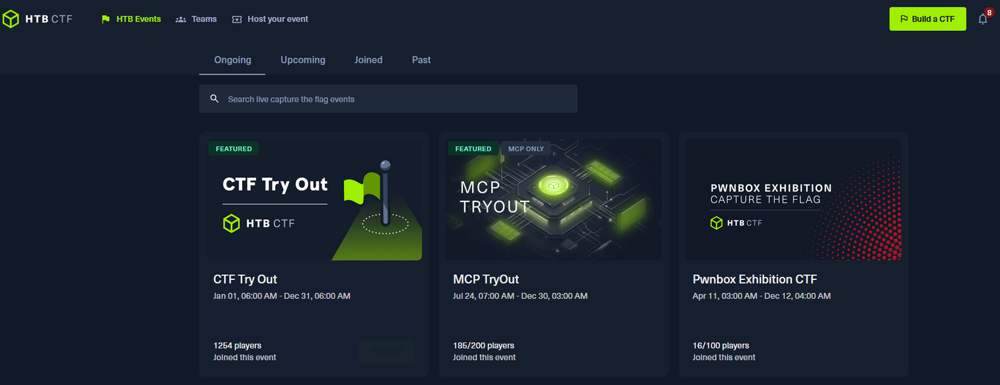 HTB CTF
HTB Events
Teams
Host your event
Build a CTF
8
Ongoing
Upcoming
Joined
Past
Search live capture the flag events
FEATURED
CTF Try Out
HTB CTF
CTF Try Out
Jan 01, 06:00 AM - Dec 31, 06:00 AM
1254 players
Joined this event
Play CTF
FEATURED
MCP ONLY
MCP
TRYOUT
MCP TryOut
Jul 24, 07:00 AM - Dec 30, 03:00 AM
185/200 players
Joined this event
PWNBOX EXHIBITION
CAPTURE THE FLAG
HTB CTF
Pwnbox Exhibition CTF
Apr 11, 03:00 AM - Dec 12, 04:00 AM
16/100 players
Joined this event